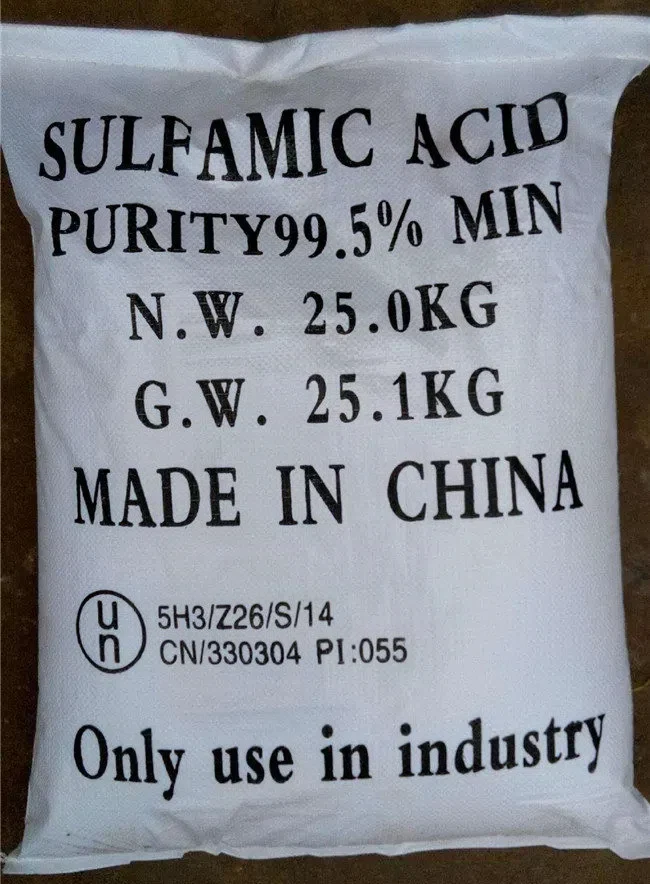 SULFAMIC ACID
PURITY99.5% MIN
N.W. 25.0KG
G.W. 25.1KG
MADE IN CHINA
un
5H3/Z26/S/14
CN/330304 PI:055
Only use in industry